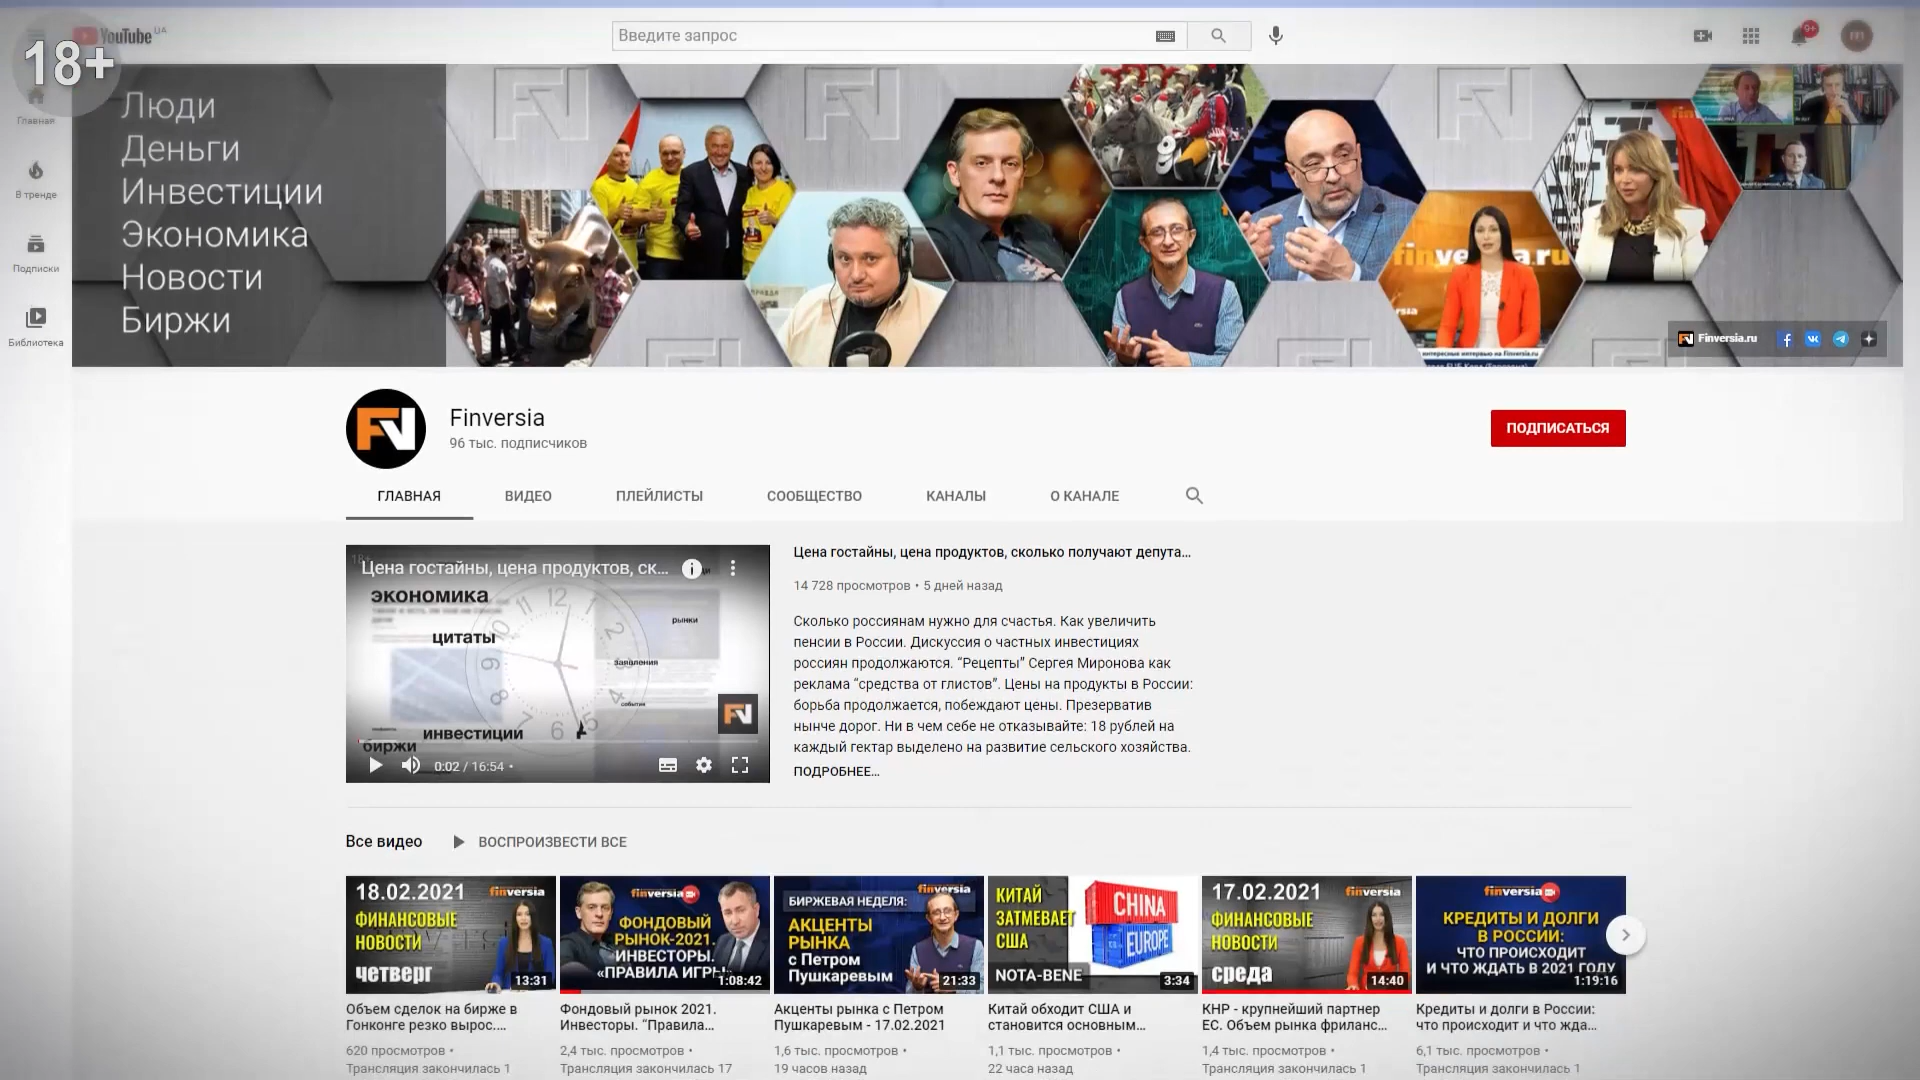 18+
YouTube UA
Введите запрос
9+
Главная
В тренде
Подписки
Библиотека
Люди
Деньги
Инвестиции
Экономика
Новости
Биржи
finversia.ru
Finversia.ru
Finversia
96 тыс. подписчиков
ПОДПИСАТЬСЯ
ГЛАВНАЯ
ВИДЕО
ПЛЕЙЛИСТЫ
СООБЩЕСТВО
КАНАЛЫ
О КАНАЛЕ
Цена гостайны, цена продуктов, ск...
экономика
цитаты
рынки
заявления
события
инвестиции
биржи
0:02 / 16:54
Цена гостайны, цена продуктов, сколько получают депута...
14 728 просмотров • 5 дней назад
Сколько россиянам нужно для счастья. Как увеличить
пенсии в России. Дискуссия о частных инвестициях
россиян продолжаются. “Рецепты” Сергея Миронова как
реклама “средства от глистов”. Цены на продукты в России:
борьба продолжается, побеждают цены. Презерватив
нынче дорог. Ни в чем себе не отказывайте: 18 рублей на
каждый гектар выделено на развитие сельского хозяйства.
ПОДРОБНЕЕ...
Все видео
ВОСПРОИЗВЕСТИ ВСЕ
18.02.2021 finversia
ФИНАНСОВЫЕ
НОВОСТИ
четверг
13:31
Объем сделок на бирже в
Гонконге резко вырос....
620 просмотров •
Трансляция закончилась 1
finversia
ФОНДОВЫЙ
РЫНОК-2021.
ИНВЕСТОРЫ.
«ПРАВИЛА ИГРЫ»
1:08:42
Фондовый рынок 2021.
Инвесторы. “Правила...
2,4 тыс. просмотров •
Трансляция закончилась 17
finversia
БИРЖЕВАЯ НЕДЕЛЯ:
АКЦЕНТЫ
РЫНКА
с Петром
Пушкаревым
21:33
Акценты рынка с Петром
Пушкаревым - 17.02.2021
1,6 тыс. просмотров •
19 часов назад
КИТАЙ
ЗАТМЕВАЕТ
США
CHINA
EUROPE
NOTA-BENE
3:34
Китай обходит США и
становится основным...
1,1 тыс. просмотров •
22 часа назад
17.02.2021 finversia
ФИНАНСОВЫЕ
НОВОСТИ
среда
14:40
КНР - крупнейший партнер
ЕС. Объем рынка фриланс...
1,4 тыс. просмотров •
Трансляция закончилась 1
finversia
КРЕДИТЫ И ДОЛГИ
В РОССИИ:
ЧТО ПРОИСХОДИТ
И ЧТО ЖДАТЬ В 2021 ГОДУ
1:19:16
Кредиты и долги в России:
что происходит и что жда...
6,1 тыс. просмотров •
Трансляция закончилась 1